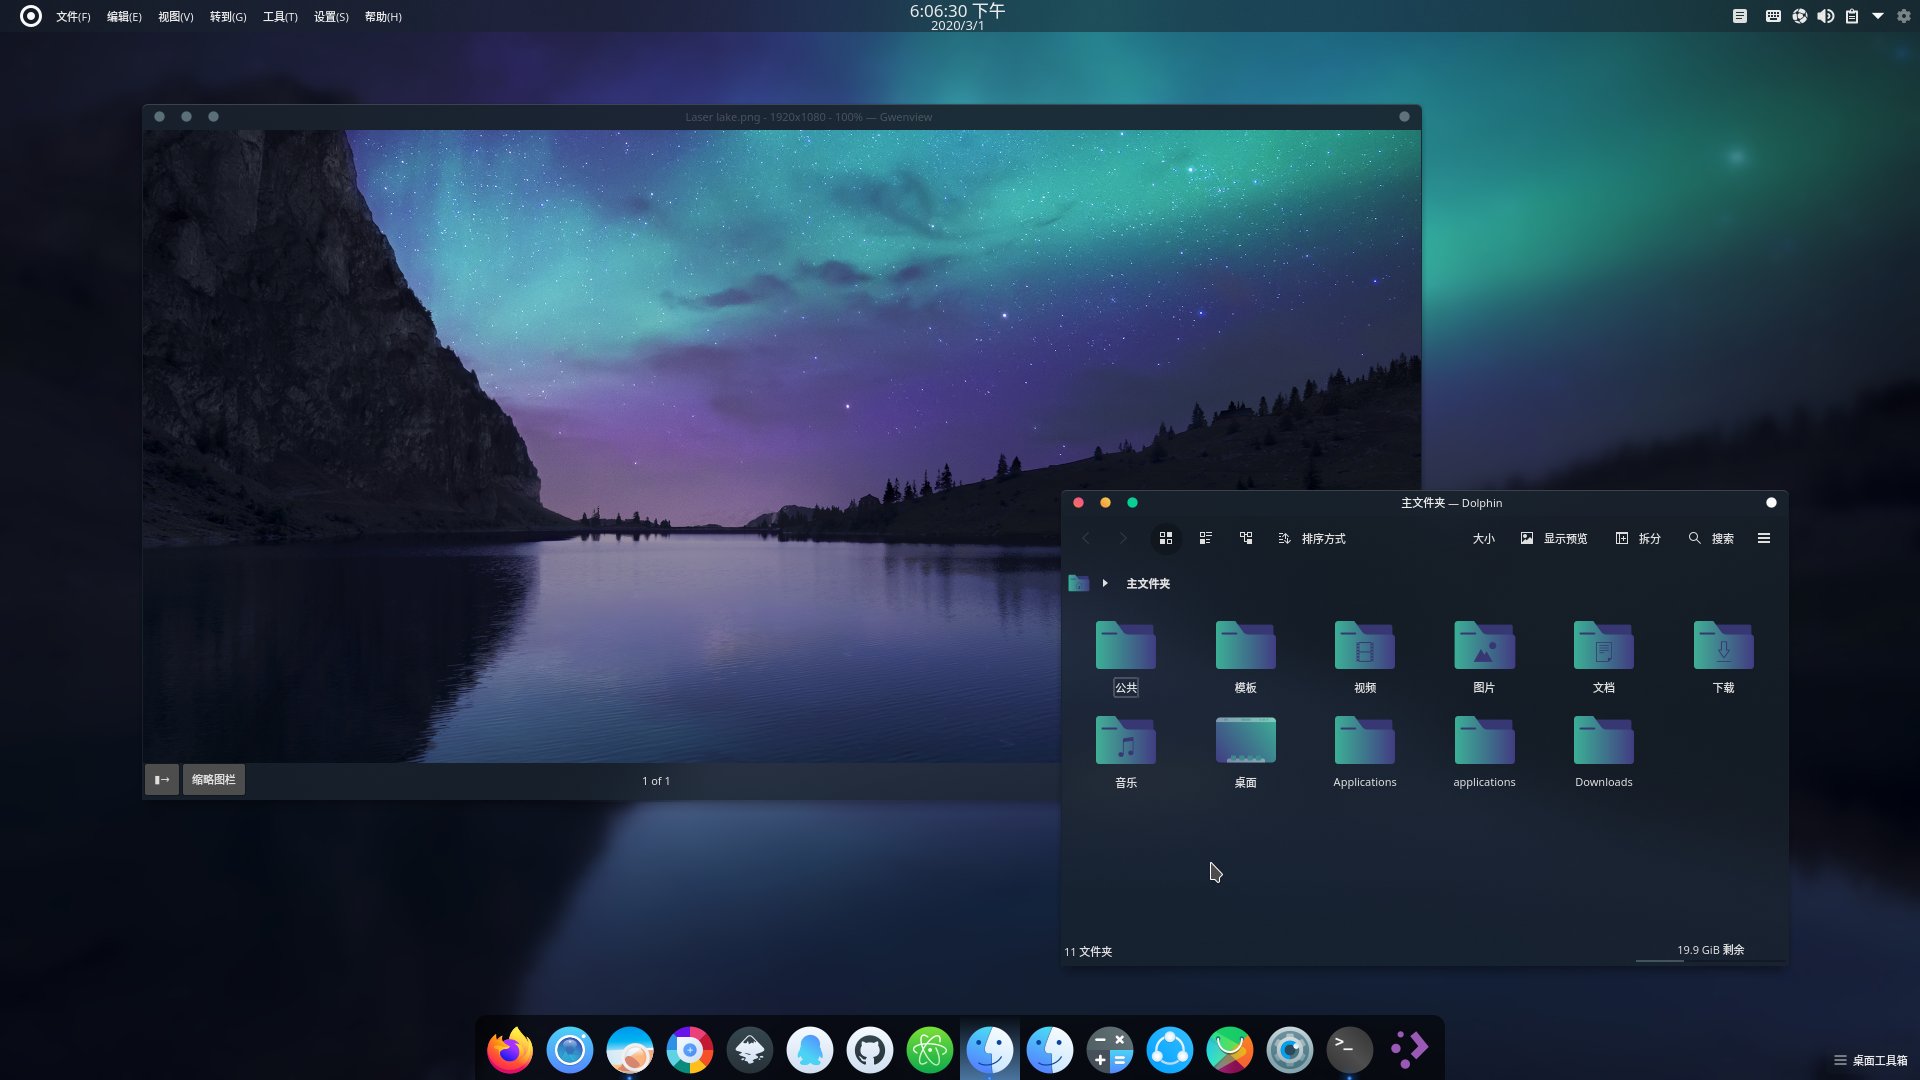 文件(F) 编辑(E) 视图(V) 转到(G) 工具(T) 设置(S) 帮助(H)
6:06:30 下午
2020/3/1
Laser lake.png - 1920x1080 - 100% — Gwenview
缩略图栏
1 of 1
主文件夹 — Dolphin
排序方式 大小 显示预览 拆分 搜索
主文件夹
公共 模板 视频 图片 文档 下载
音乐 桌面 Applications applications Downloads
11 文件夹
19.9 GiB 剩余
>_
桌面工具箱